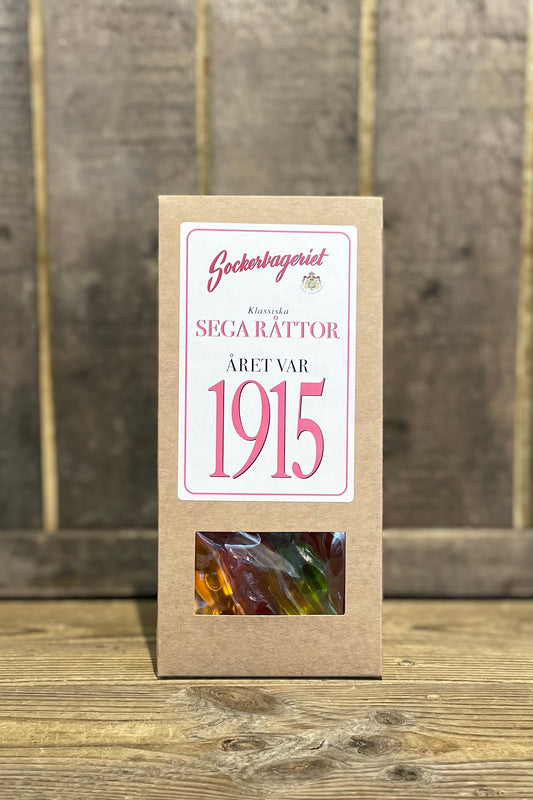 Sockerbageriet
Klassiska
SEGA RÅTTOR
ÅRET VAR
1915